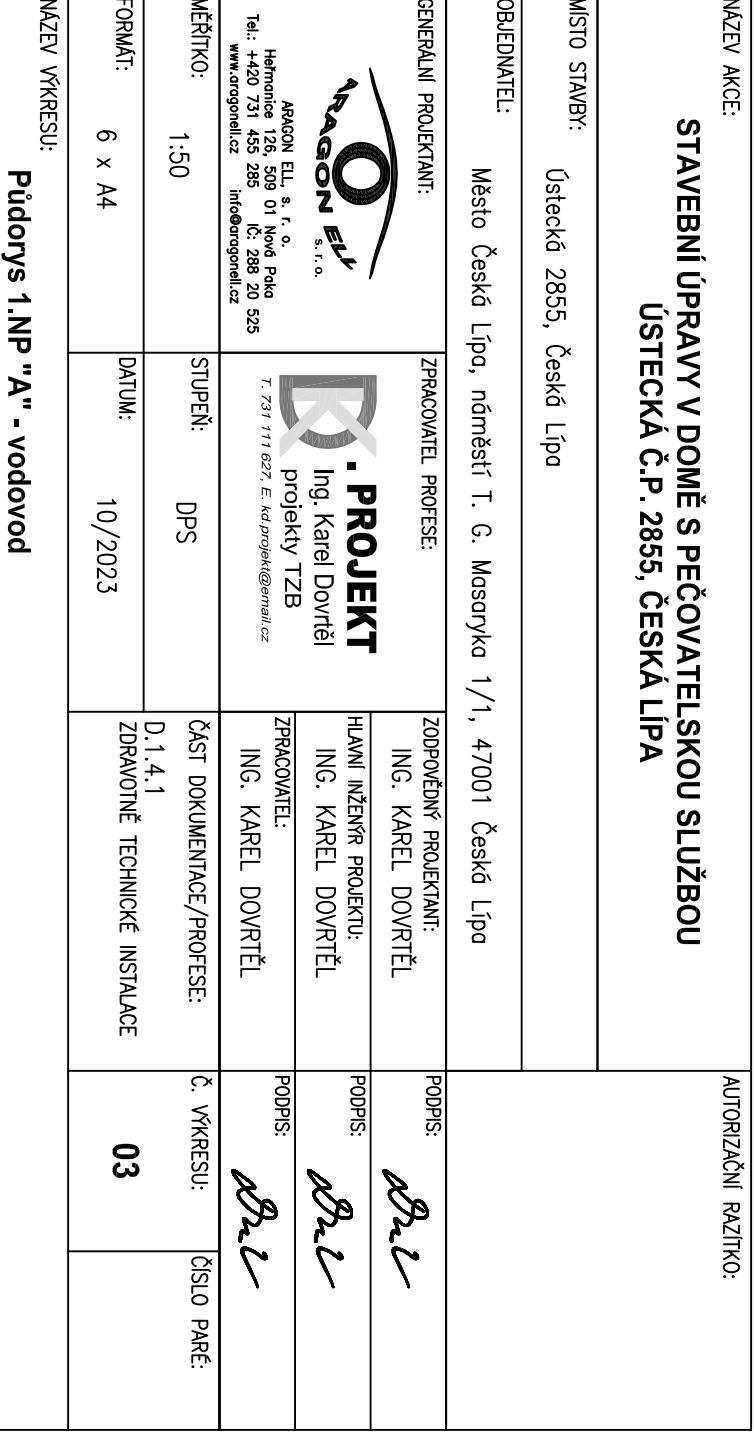 NÁZEV AKCE:
STAVEBNÍ ÚPRAVY V DOMĚ S PEČOVATELSKOU SLUŽBOU
ÚSTECKÁ Č.P. 2855, ČESKÁ LÍPA
AUTORIZAČNÍ RAZÍTKO:
MÍSTO STAVBY:
Ústecká 2855, Česká Lípa
OBJEDNATEL:
Město Česká Lípa, náměstí T. G. Masaryka 1/1, 47001 Česká Lípa
GENERÁLNÍ PROJEKTANT:
ARAGON ELL
s. r. o.
ARAGON ELL, s. r. o.
Heřmanice 126, 509 01 Nová Paka
Tel.: +420 731 455 285 IČ: 288 20 525
www.aragonell.cz info@aragonell.cz
ZPRACOVATEL PROFESE:
DK. PROJEKT
Ing. Karel Dovrtěl
projekty TZB
T. 731 111 627, E. kd.projekt@email.cz
ZODPOVĚDNÝ PROJEKTANT:
ING. KAREL DOVRTĚL
PODPIS:
HLAVNÍ INŽENÝR PROJEKTU:
ING. KAREL DOVRTĚL
PODPIS:
ZPRACOVATEL:
ING. KAREL DOVRTĚL
PODPIS:
MĚŘÍTKO:
1:50
STUPEŇ:
DPS
ČÁST DOKUMENTACE/PROFESE:
D.1.4.1
ZDRAVOTNĚ TECHNICKÉ INSTALACE
Č. VÝKRESU:
03
ČÍSLO PARÉ:
FORMÁT:
6 x A4
DATUM:
10/2023
NÁZEV VÝKRESU:
Půdorys 1.NP "A" - vodovod